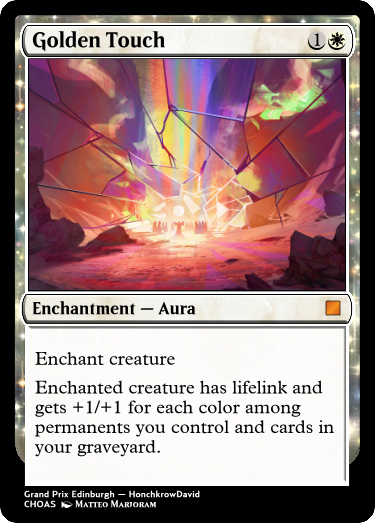 Golden Touch 1
Enchantment — Aura
Enchant creature
Enchanted creature has lifelink and
gets +1/+1 for each color among
permanents you control and cards in
your graveyard.
Grand Prix Edinburgh — HonchkrowDavid
CHOAS Matteo Marjoram